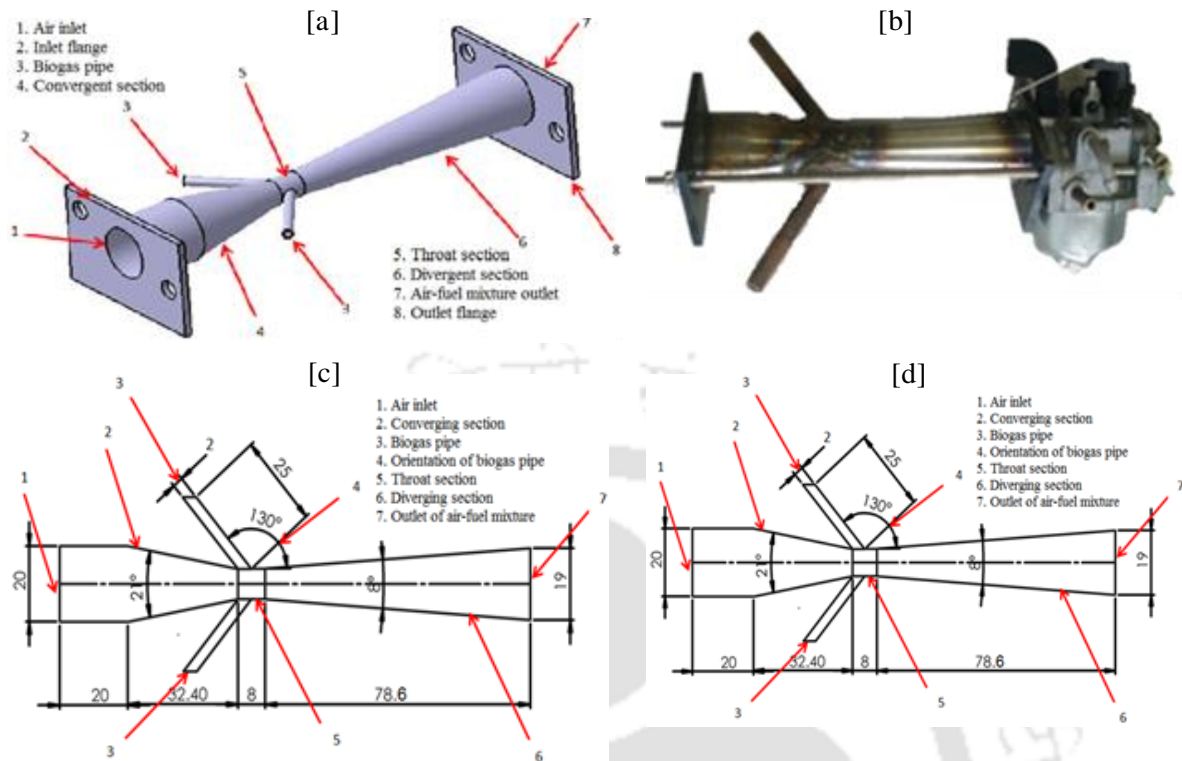 [a]
1. Air inlet
2. Inlet flange
3. Biogas pipe
4. Convergent section
7
5
3
2
1
4
3
6
8
5. Throat section
6. Divergent section
7. Air-fuel mixture outlet
8. Outlet flange
[b]
[c]
1. Air inlet
2. Converging section
3. Biogas pipe
4. Orientation of biogas pipe
5. Throat section
6. Diverging section
7. Outlet of air-fuel mixture
3
2
1
2
25
4
130°
7
20
21°
8°
19
20
32.40
8
78.6
3
5
6
[d]
1. Air inlet
2. Converging section
3. Biogas pipe
4. Orientation of biogas pipe
5. Throat section
6. Diverging section
7. Outlet of air-fuel mixture
3
2
1
2
25
4
130°
7
20
21°
8°
19
20
32.40
8
78.6
3
5
6